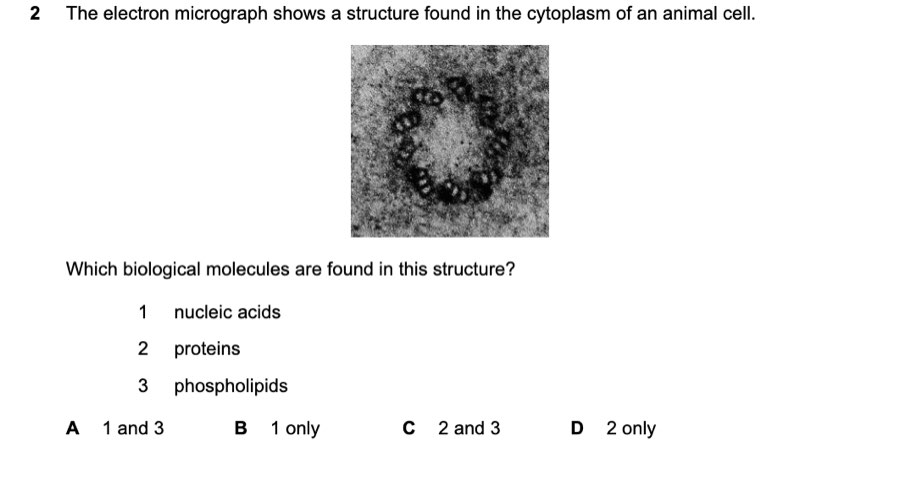 2 The electron micrograph shows a structure found in the cytoplasm of an animal cell.
Which biological molecules are found in this structure?
1 nucleic acids
2 proteins
3 phospholipids
A 1 and 3 B 1 only C 2 and 3 D 2 only